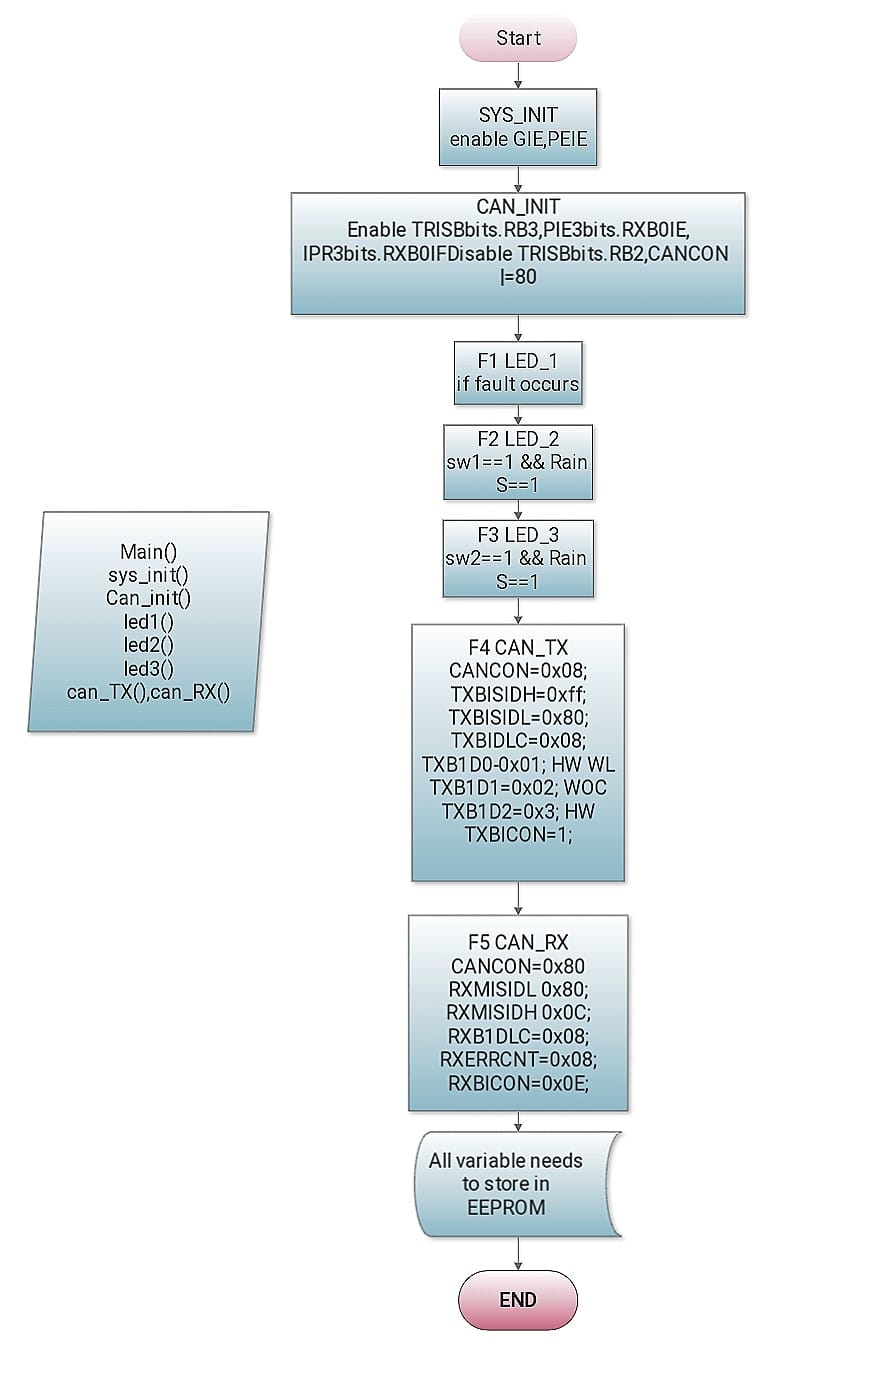 Start
SYS_INIT
enable GIE,PEIE
CAN_INIT
Enable TRISBbits.RB3,PIE3bits.RXB0IE,
IPR3bits.RXB0IFDisable TRISBbits.RB2,CANCON
|=80
F1 LED_1
if fault occurs
F2 LED_2
sw1==1 && Rain
S==1
F3 LED_3
sw2==1 && Rain
S==1
Main()
sys_init()
Can_init()
led1()
led2()
led3()
can_TX(),can_RX()
F4 CAN_TX
CANCON=0x08;
TXBISIDH=0xff;
TXBISIDL=0x80;
TXBIDLC=0x08;
TXB1D0-0x01; HW WL
TXB1D1=0x02; WOC
TXB1D2=0x3; HW
TXBICON=1;
F5 CAN_RX
CANCON=0x80
RXMISIDL 0x80;
RXMISIDH 0x0C;
RXB1DLC=0x08;
RXERRCNT=0x08;
RXBICON=0x0E;
All variable needs
to store in
EEPROM
END